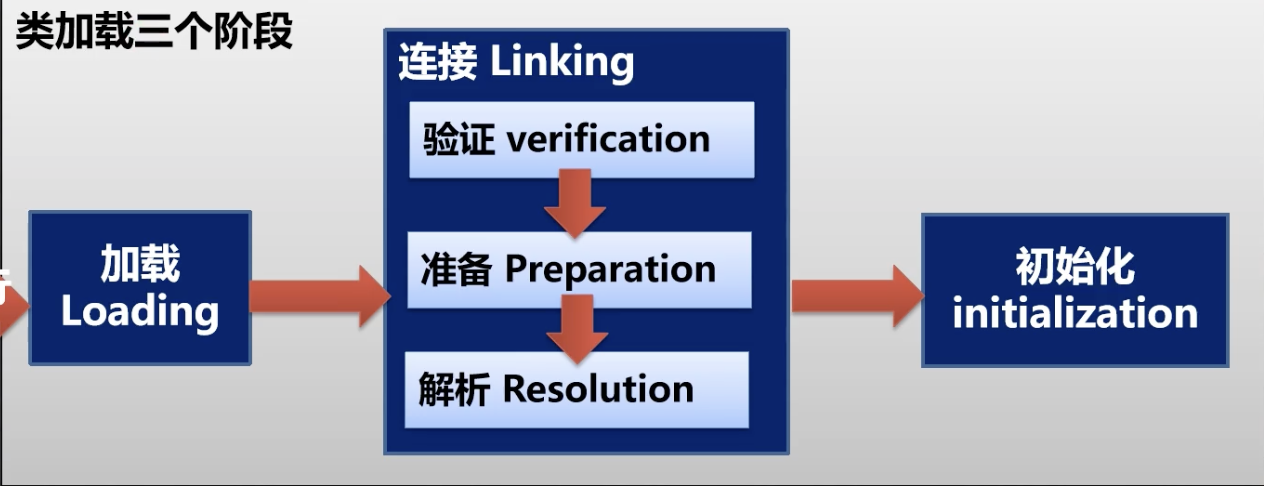 类加载三个阶段
连接 Linking
验证 verification
准备 Preparation
解析 Resolution
加载
Loading
初始化
initialization